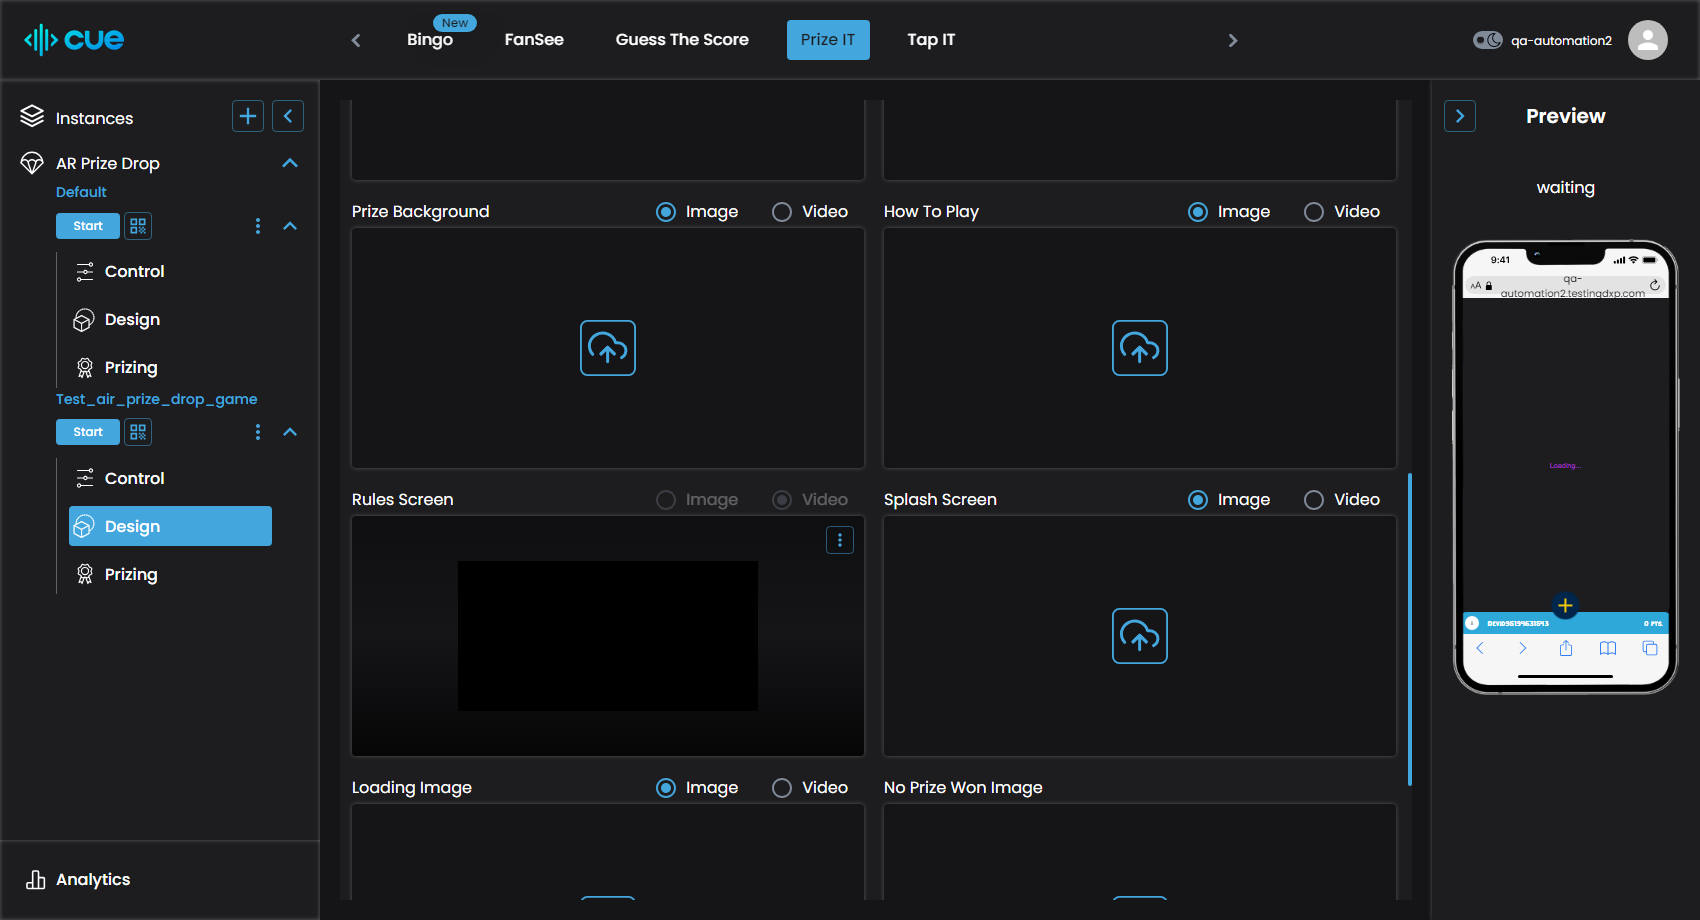 cue
New
Bingo
FanSee
Guess The Score
Prize IT
Tap IT
qa-automation2
Instances
AR Prize Drop
Default
Start
Control
Design
Prizing
Test_air_prize_drop_game
Start
Control
Design
Prizing
Analytics
Prize Background
Image
Video
How To Play
Image
Video
Rules Screen
Image
Video
Splash Screen
Image
Video
Loading Image
Image
Video
No Prize Won Image
Preview
waiting
9:41
AA
qa-
automation2.testingdxp.com
Loading...
0 PTS.